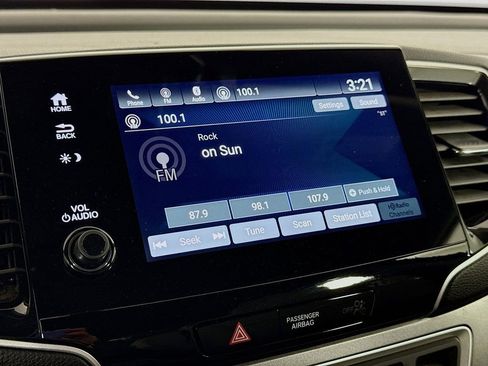 HOME
BACK
VOL
AUDIO
Phone FM Audio 100.1 3:21
Settings Sound
100.1
Rock
on Sun
FM
87.9 98.1 107.9 Push & Hold
Seek Tune Scan Station List
Radio
Channels
PASSENGER
AIRBAG
OFF